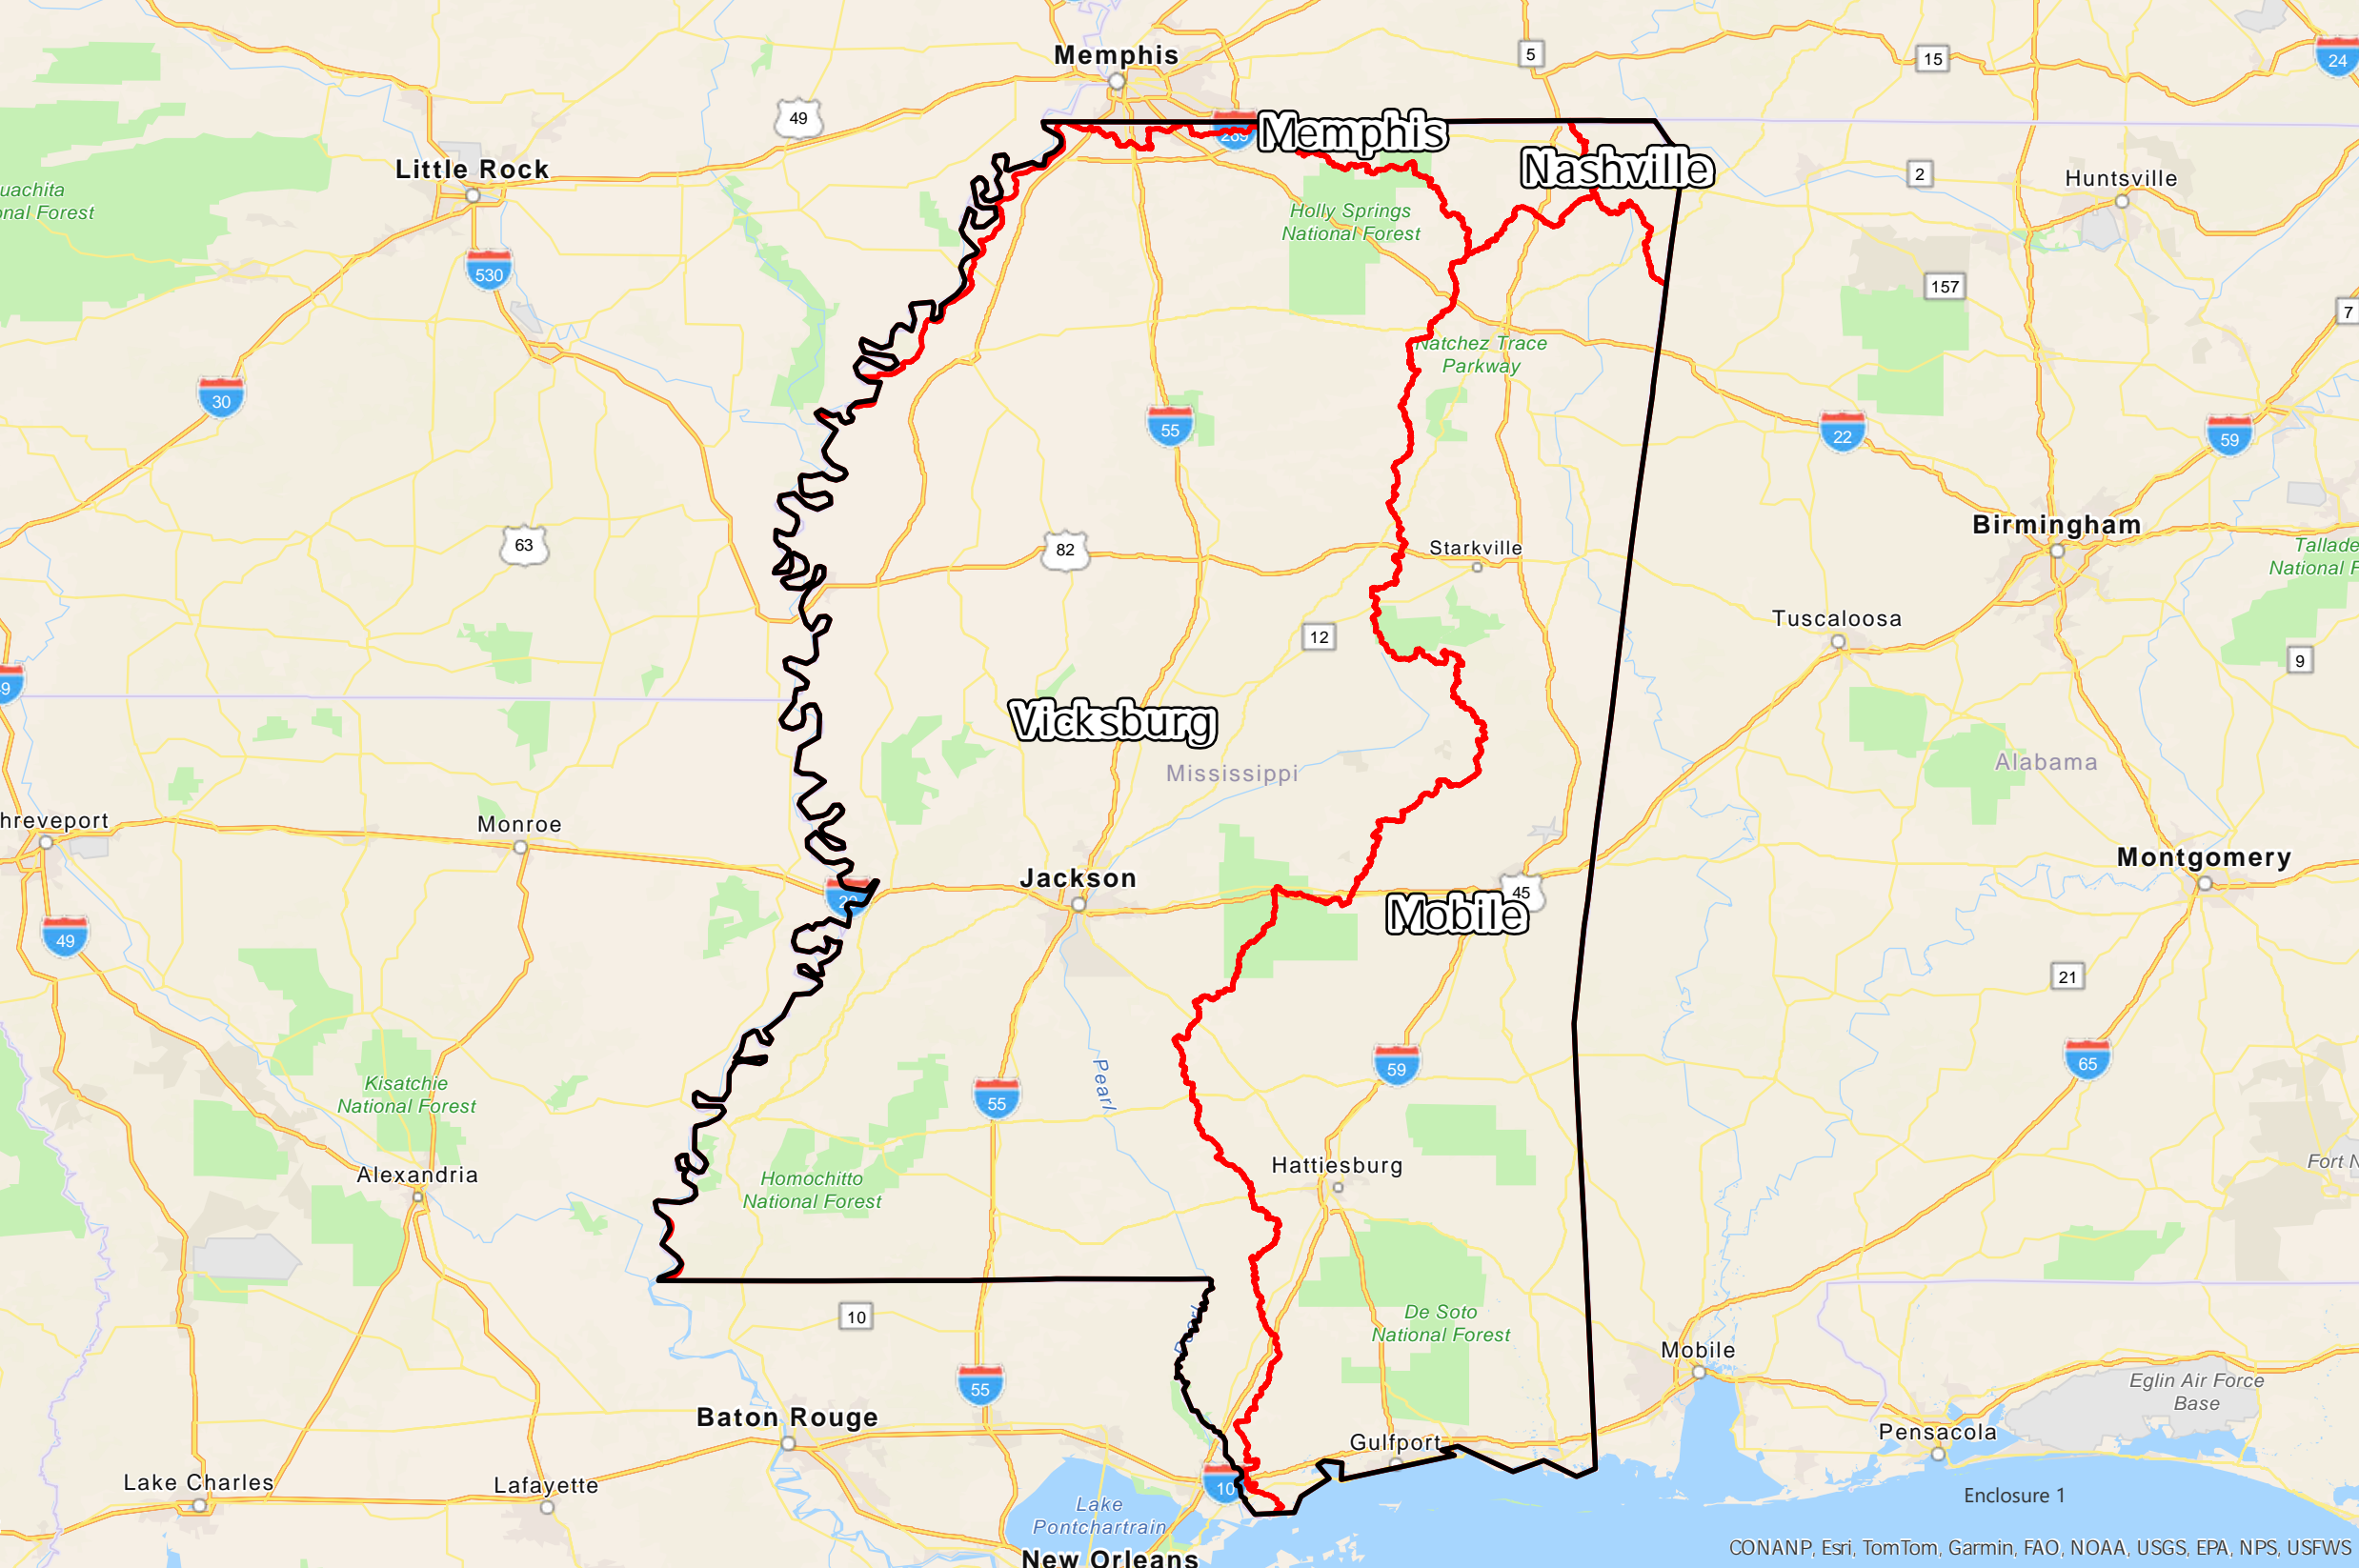 Memphis
5
15
24
49
289
Memphis
Little Rock
Nashville
2
Huntsville
uachita
nal Forest
Holly Springs
National Forest
530
157
7
Natchez Trace
Parkway
30
55
22
59
Birmingham
63
82
Starkville
Tallade
National F
Tuscaloosa
12
9
49
Vicksburg
Mississippi
Alabama
hreveport
Monroe
Montgomery
Jackson
20
45
Mobile
49
21
59
65
Kisatchie
National Forest
Pearl
55
Alexandria
Hattiesburg
Fort N
Homochitto
National Forest
10
De Soto
National Forest
Mobile
55
Eglin Air Force
Base
Baton Rouge
Gulfport
Pensacola
Lake Charles
Lafayette
10
Lake
Pontchartrain
Enclosure 1
New Orleans
CONANP, Esri, TomTom, Garmin, FAO, NOAA, USGS, EPA, NPS, USFWS